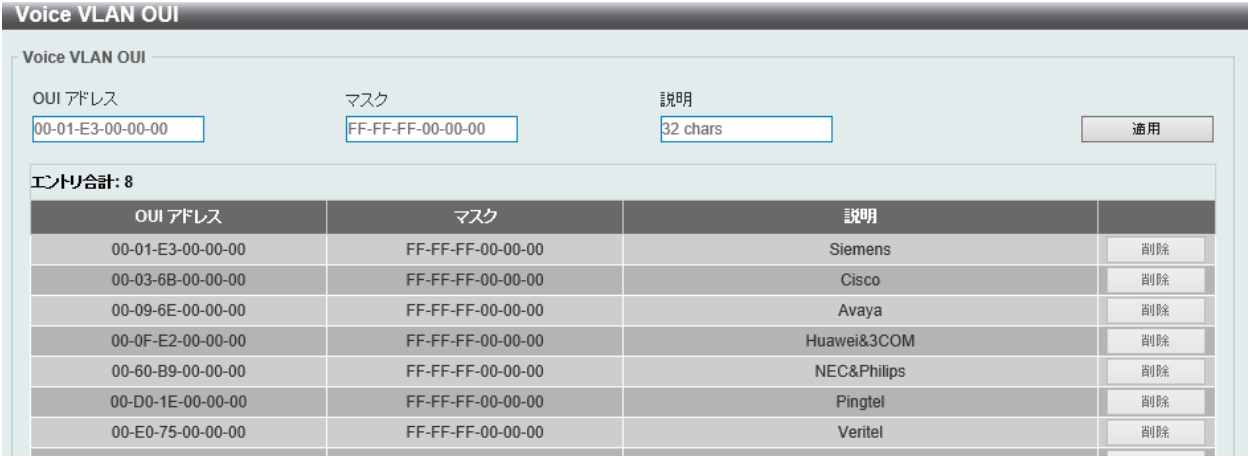 Voice VLAN OUI
Voice VLAN OUI
OUI アドレス マスク 説明
00-01-E3-00-00-00 FF-FF-FF-00-00-00 32 chars 適用
エントリ合計: 8
OUI アドレス マスク 説明
00-01-E3-00-00-00 FF-FF-FF-00-00-00 Siemens 削除
00-03-6B-00-00-00 FF-FF-FF-00-00-00 Cisco 削除
00-09-6E-00-00-00 FF-FF-FF-00-00-00 Avaya 削除
00-0F-E2-00-00-00 FF-FF-FF-00-00-00 Huawei&3COM 削除
00-60-B9-00-00-00 FF-FF-FF-00-00-00 NEC&Philips 削除
00-D0-1E-00-00-00 FF-FF-FF-00-00-00 Pingtel 削除
00-E0-75-00-00-00 FF-FF-FF-00-00-00 Veritel 削除